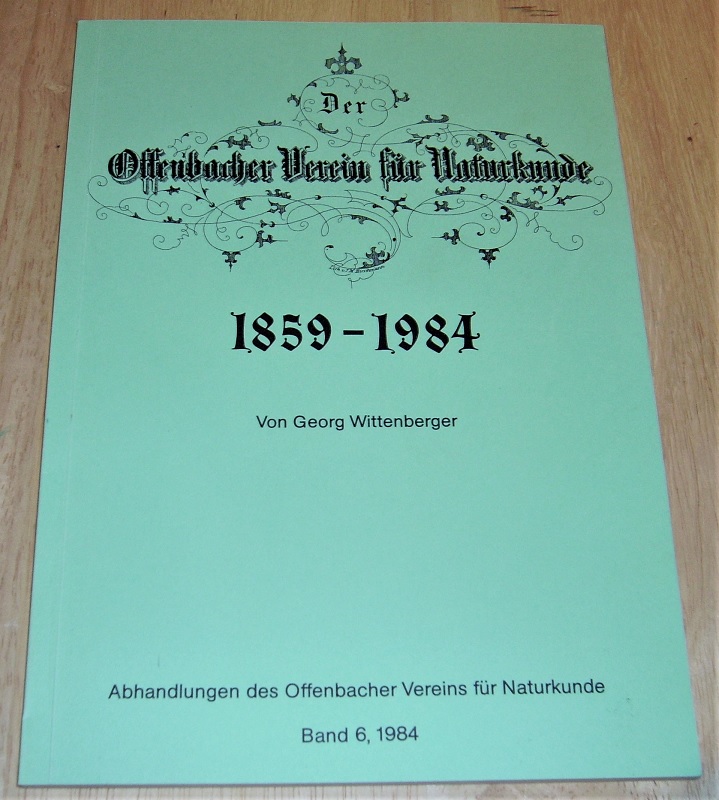 Der
Offenbacher Verein für Naturkunde
1859 – 1984
Von Georg Wittenberger
Abhandlungen des Offenbacher Vereins für Naturkunde
Band 6, 1984